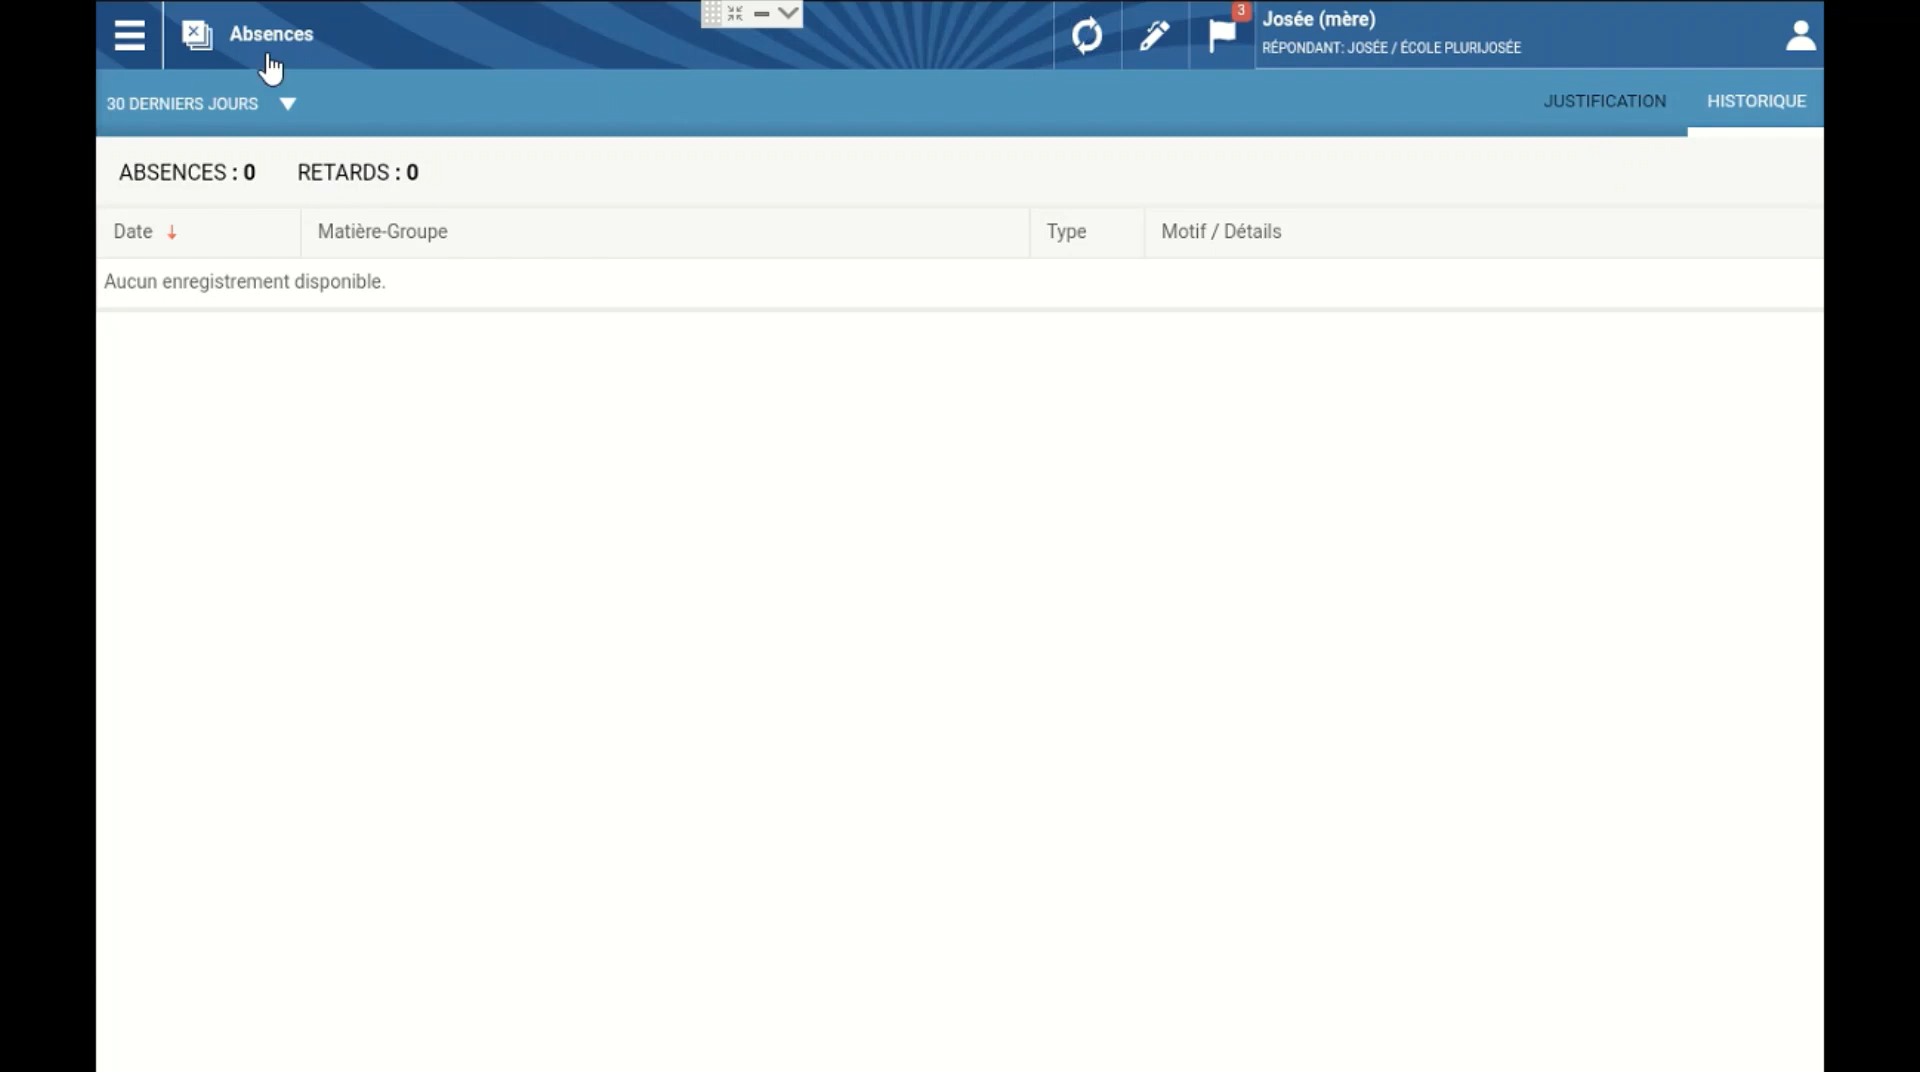 Absences
3
Josée (mère)
RÉPONDANT: JOSÉE / ÉCOLE PLURIJOSÉE
30 DERNIERS JOURS
JUSTIFICATION
HISTORIQUE
ABSENCES : 0 RETARDS : 0
Date Matière-Groupe Type Motif / Détails
Aucun enregistrement disponible.